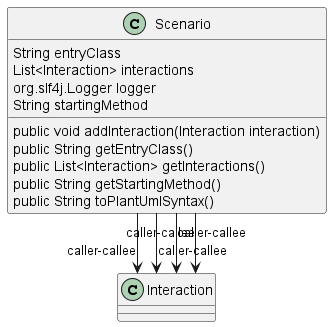 C Scenario
String entryClass
List<Interaction> interactions
org.slf4j.Logger logger
String startingMethod
public void addInteraction(Interaction interaction)
public String getEntryClass()
public List<Interaction> getInteractions()
public String getStartingMethod()
public String toPlantUmlSyntax()
caller-callee
caller-callee
caller-callee
caller-callee
C Interaction